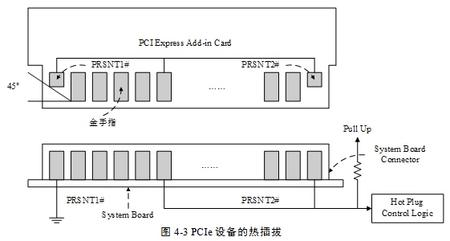 PCI Express Add-in Card
PRSNT1#
PRSNT2#
45°
......
金手指
Pull Up
System Board
Connector
......
PRSNT1#
System Board
PRSNT2#
Hot Plug
Control Logic
图 4-3 PCIe 设备的热插拔